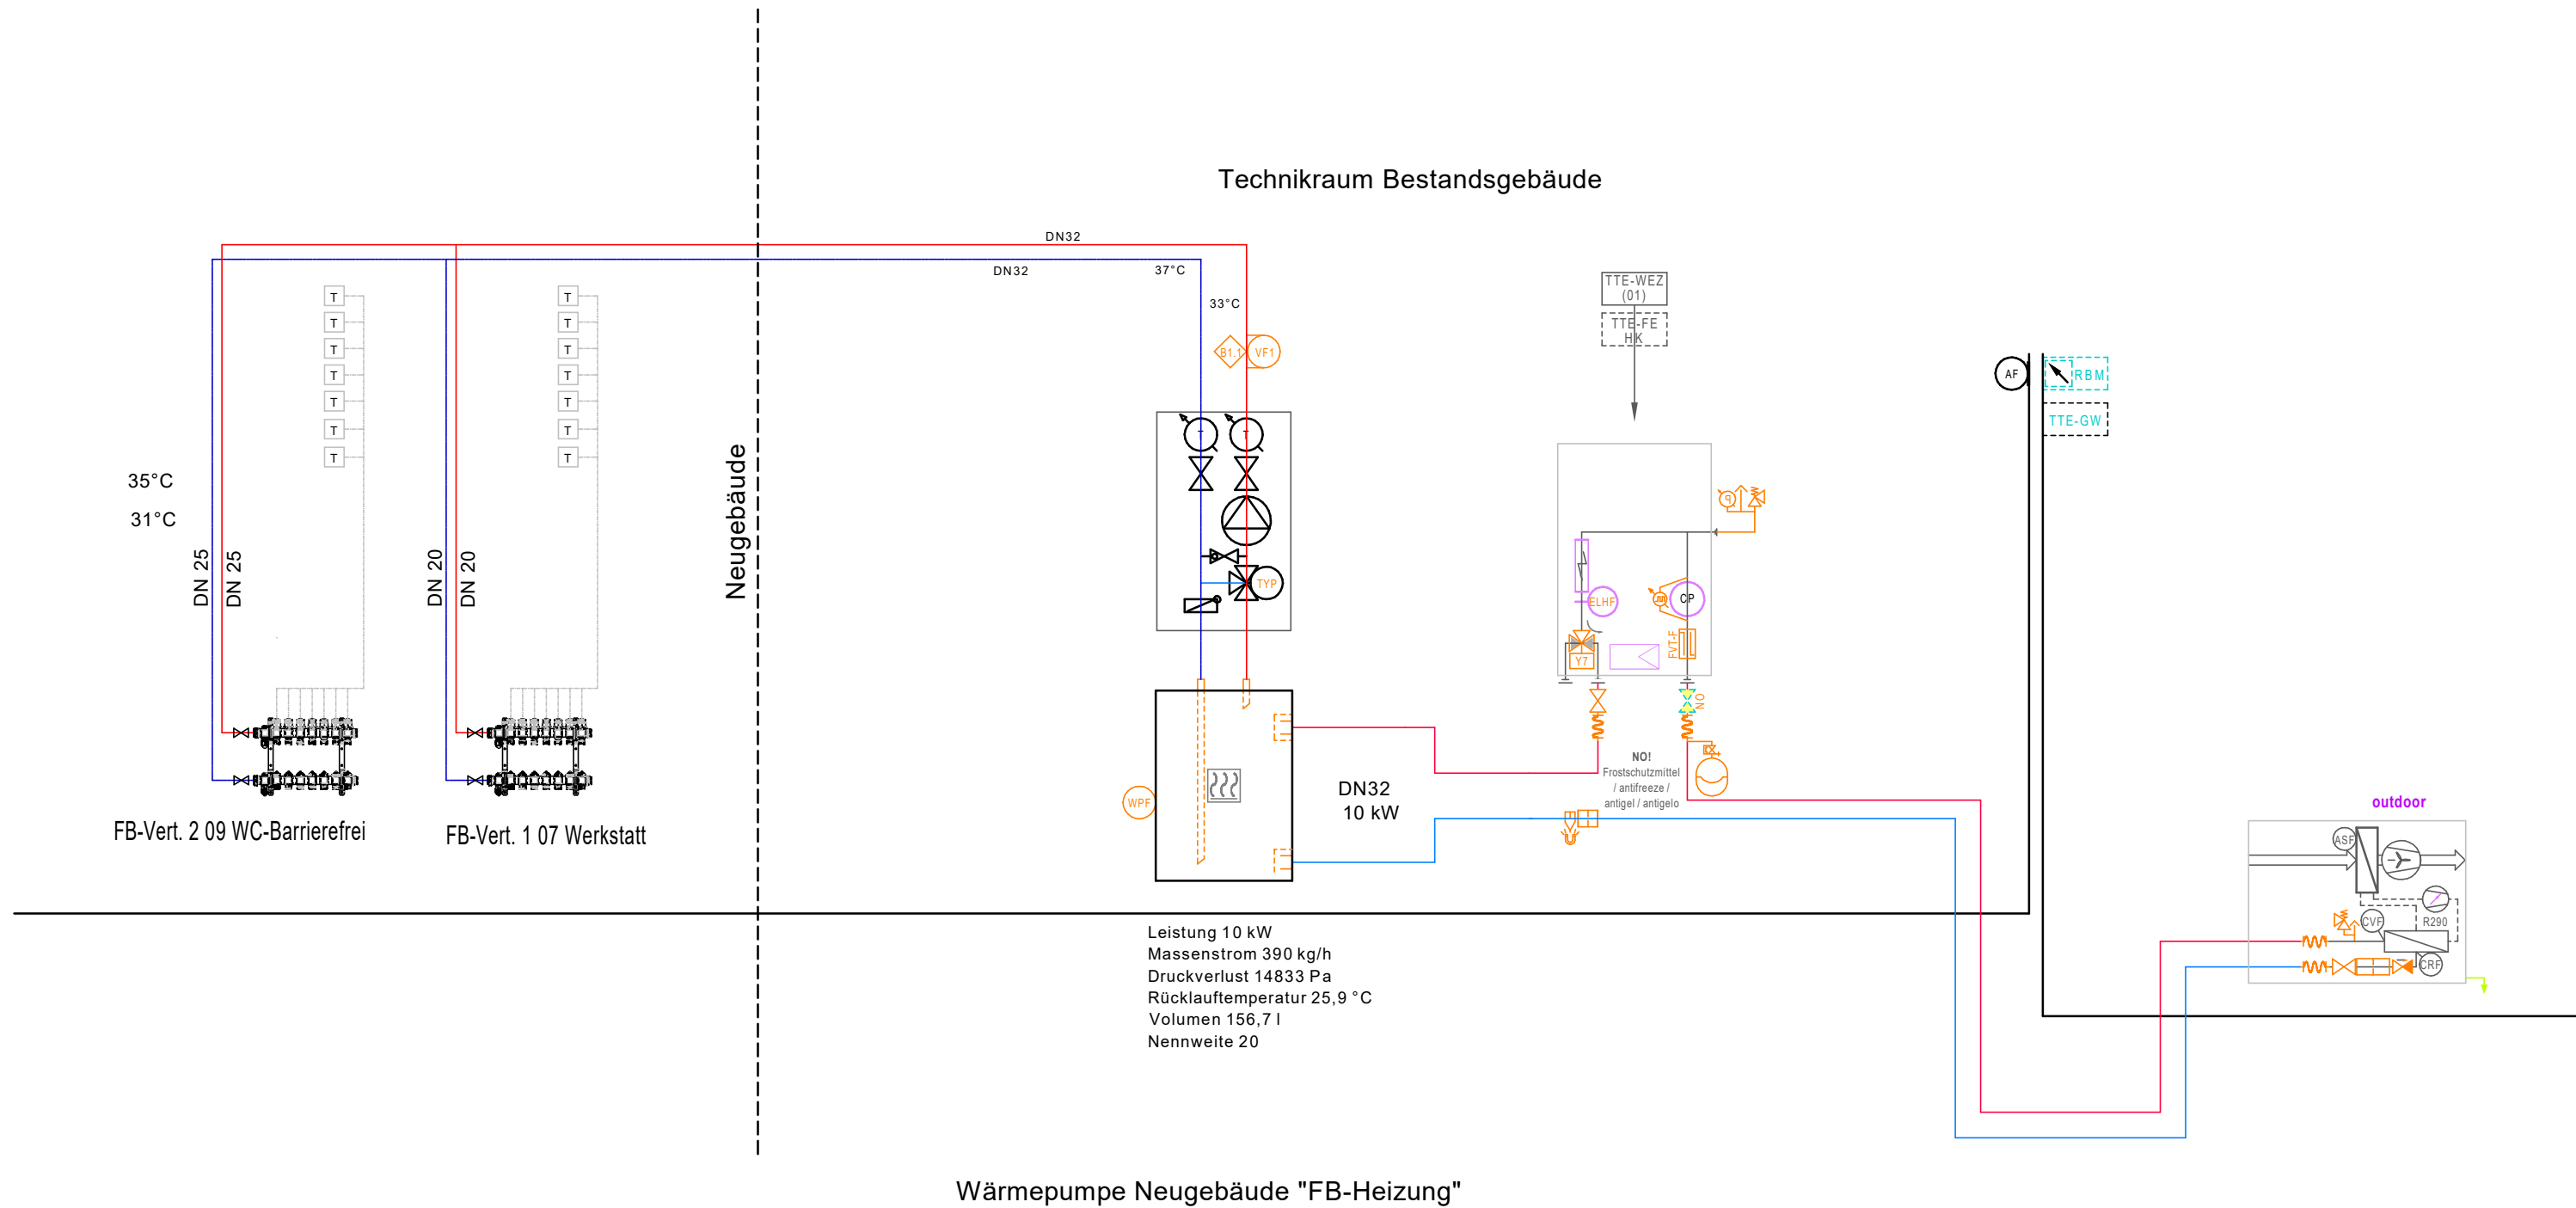 Technikraum Bestandsgebäude
DN32
DN32
37°C
33°C
B1.1
VF1
TTE-WEZ
(01)
TTE-FE
HK
AF
RBM
TTE-GW
T
T
T
T
T
T
T
T
T
T
T
T
T
T
35°C
31°C
DN 25
DN 25
DN 20
DN 20
Neugebäude
T
T
TYP
ELHF
CP
FVT-F
Y7
NO
NO!
Frostschutzmittel
/ antifreeze /
antigel / antigelo
WPF
DN32
10 kW
FB-Vert. 2 09 WC-Barrierefrei
FB-Vert. 1 07 Werkstatt
outdoor
ASF
CVF
R290
CRF
Leistung 10 kW
Massenstrom 390 kg/h
Druckverlust 14833 Pa
Rücklauftemperatur 25,9 °C
Volumen 156,7 l
Nennweite 20
Wärmepumpe Neugebäude "FB-Heizung"